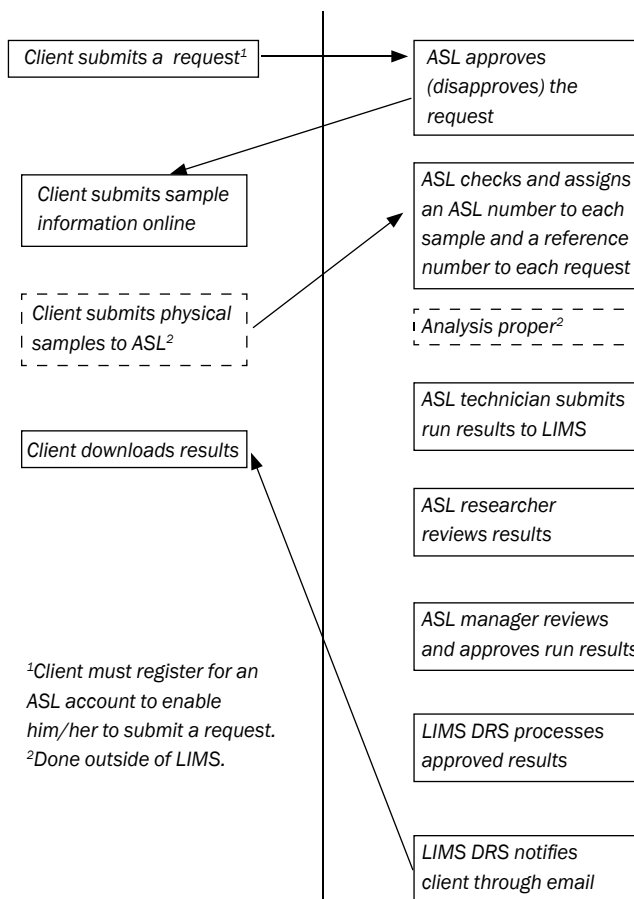 Client submits a request¹
ASL approves
(disapproves) the
request
Client submits sample
information online
ASL checks and assigns
an ASL number to each
sample and a reference
number to each request
Client submits physical
samples to ASL²
Analysis proper²
ASL technician submits
run results to LIMS
Client downloads results
ASL researcher
reviews results
ASL manager reviews
and approves run results
¹Client must register for an
ASL account to enable
him/her to submit a request.
²Done outside of LIMS.
LIMS DRS processes
approved results
LIMS DRS notifies
client through email